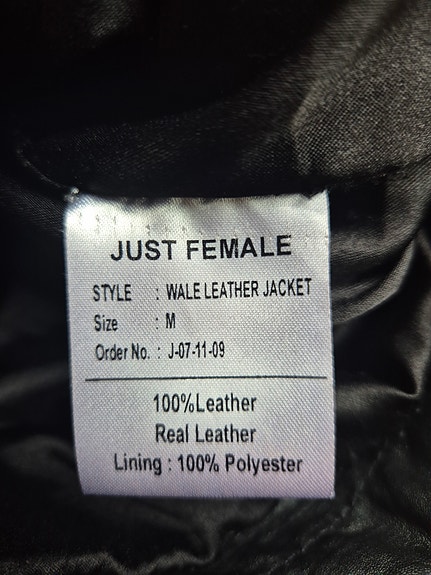 JUST FEMALE
STYLE : WALE LEATHER JACKET
Size : M
Order No. : J-07-11-09
100%Leather
Real Leather
Lining : 100% Polyester